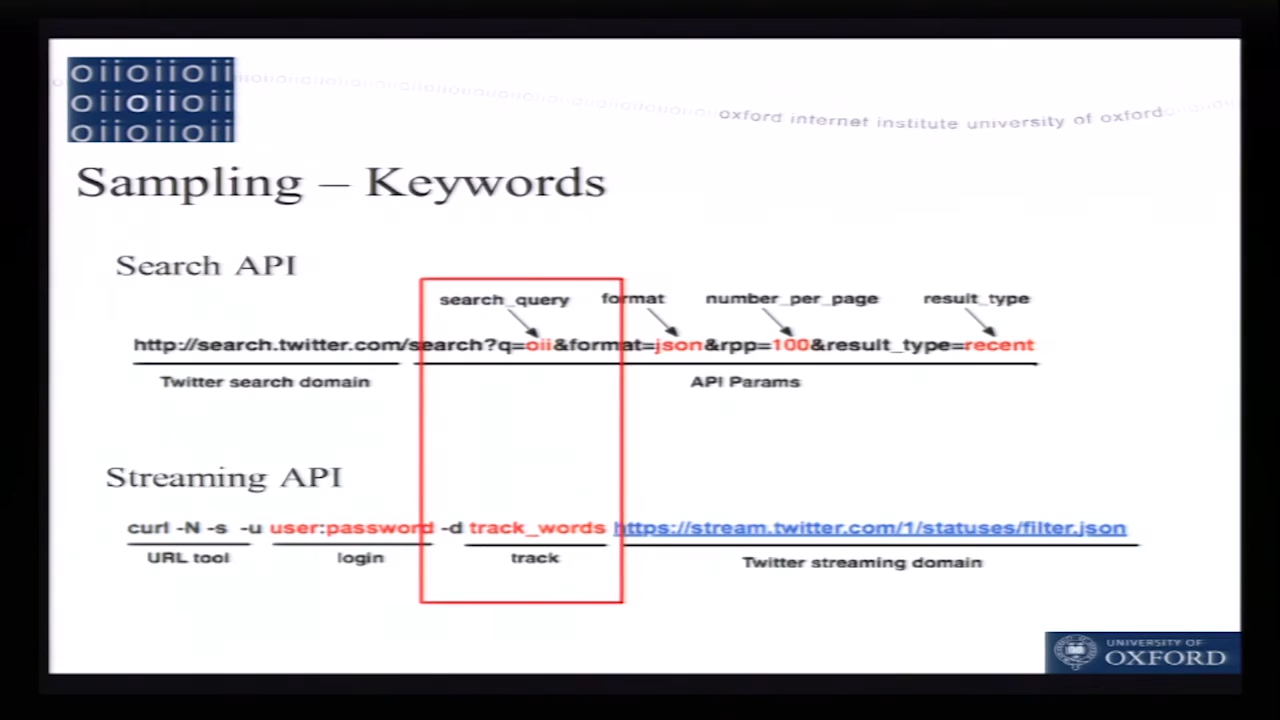 oiioiioii
oiioiioii
oiioiioii
oxford internet institute university of oxford
Sampling – Keywords
Search API
search_query format number_per_page result_type
http://search.twitter.com/search?q=oii&format=json&rpp=100&result_type=recent
Twitter search domain API Params
Streaming API
curl -N -s -u user:password -d track_words https://stream.twitter.com/1/statuses/filter.json
URL tool login track Twitter streaming domain
UNIVERSITY OF
OXFORD